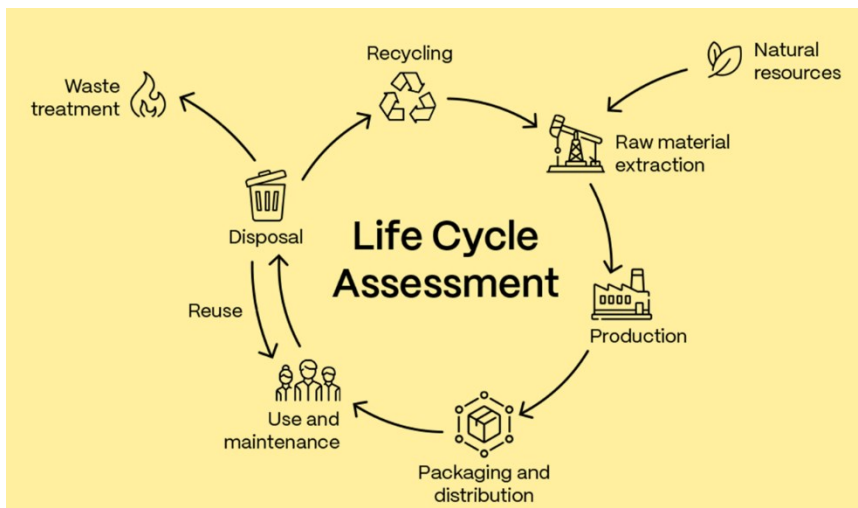 Recycling
Natural
resources
Waste
treatment
Raw material
extraction
Disposal
Life Cycle
Assessment
Reuse
Production
Use and
maintenance
Packaging and
distribution